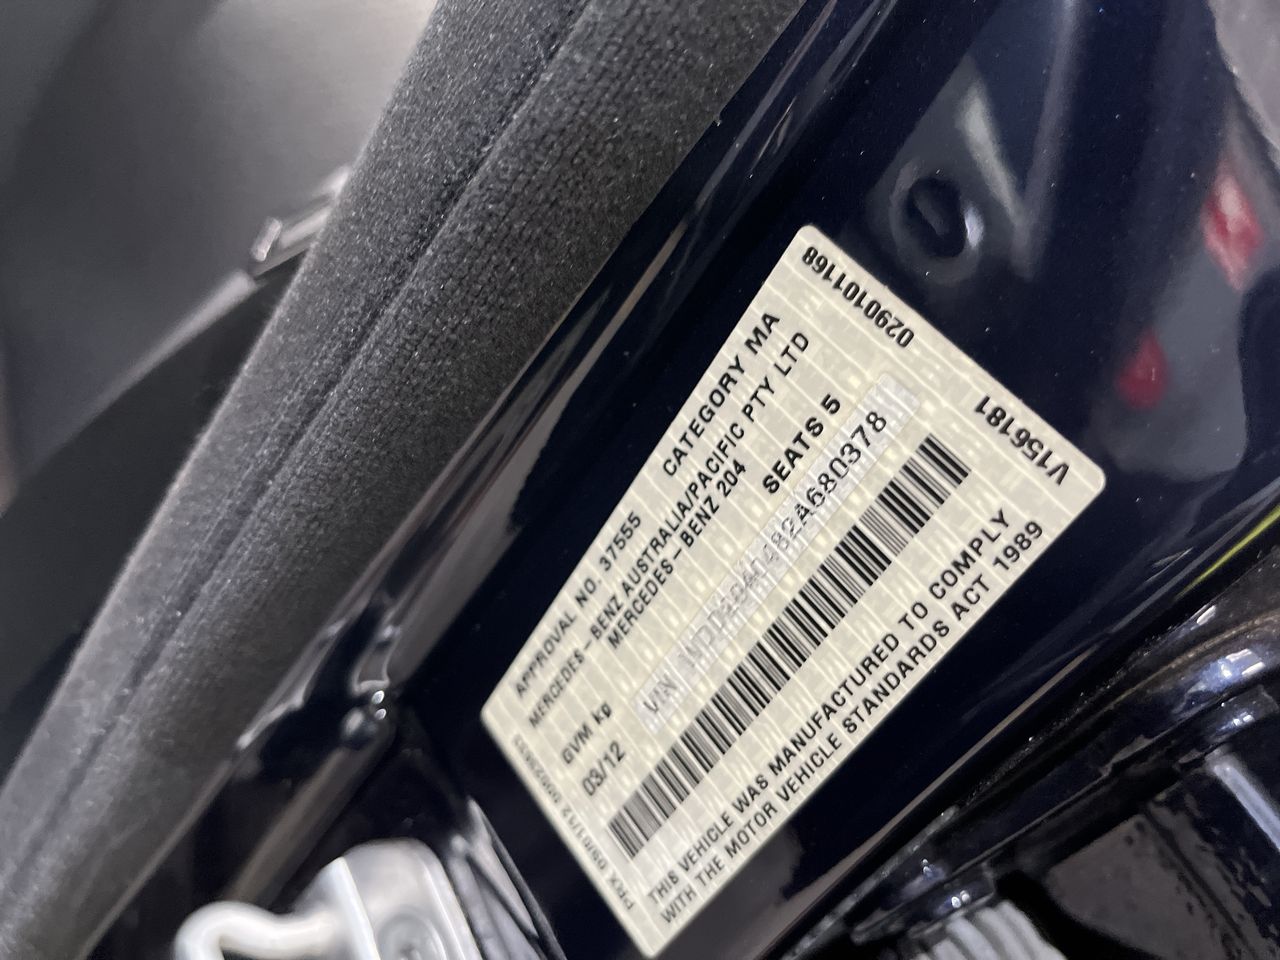 APPROVAL NO. 37555 CATEGORY MA
MERCEDES-BENZ AUSTRALIA/PACIFIC PTY LTD
MERCEDES-BENZ 204
GVM kg SEATS 5
03/12 VIN
THIS VEHICLE WAS MANUFACTURED TO COMPLY
WITH THE MOTOR VEHICLE STANDARDS ACT 1989
0290101168
V156181